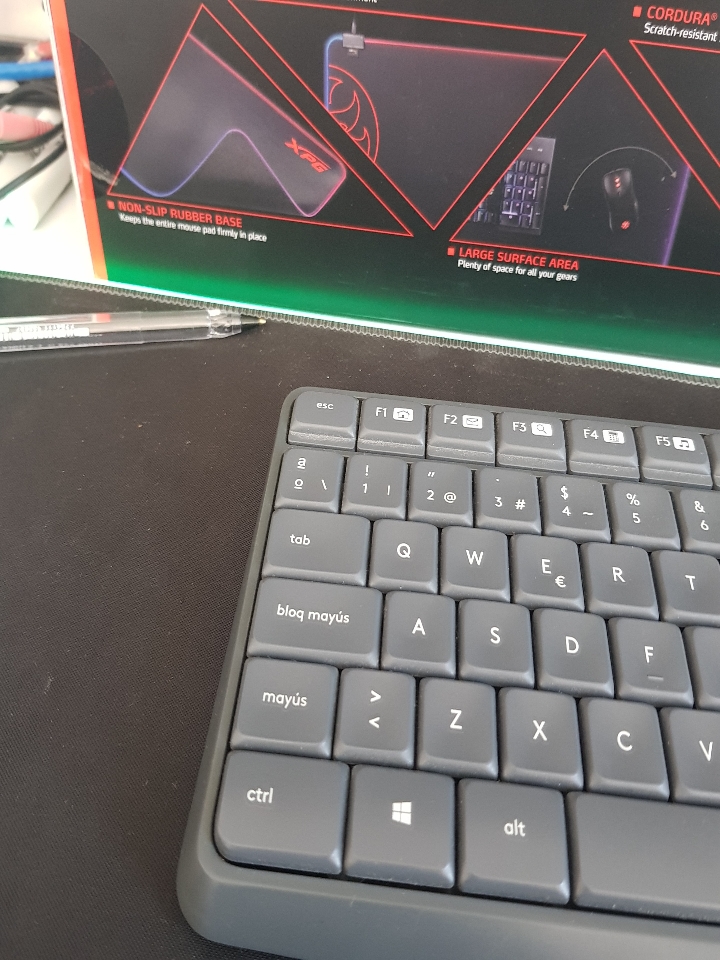 CORDURA®
Scratch-resistant
XPG
NON-SLIP RUBBER BASE
Keeps the entire mouse pad firmly in place
LARGE SURFACE AREA
Plenty of space for all your gears
esc F1 F2 F3 F4 F5
ª ! " · $ % &
º \ 1 | 2 @ 3 # 4 ~ 5 6
tab Q W E € R T
bloq mayús A S D F
mayús > < Z X C V
ctrl alt